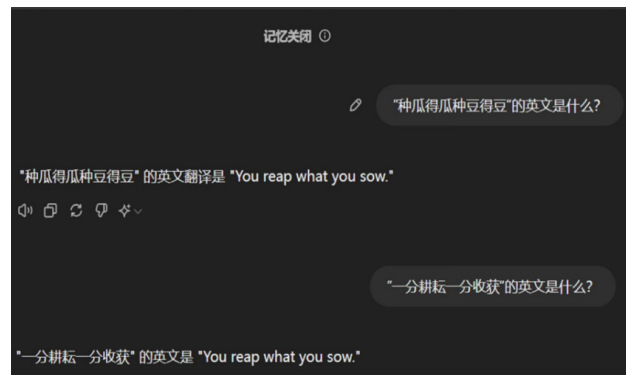 记忆关闭
"种瓜得瓜种豆得豆"的英文是什么?
"种瓜得瓜种豆得豆" 的英文翻译是 "You reap what you sow."
"一分耕耘一分收获"的英文是什么?
"一分耕耘一分收获" 的英文是 "You reap what you sow."